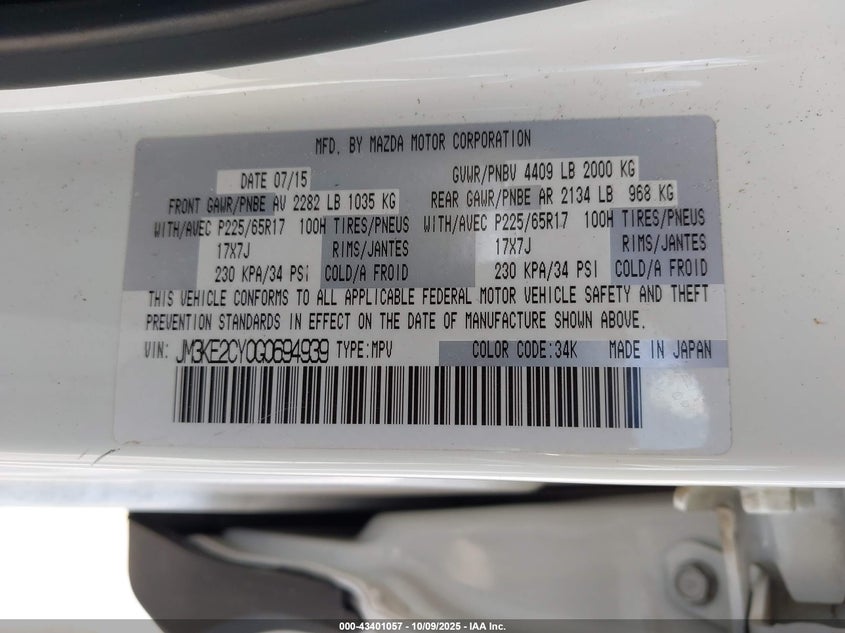 MFD. BY MAZDA MOTOR CORPORATION
DATE 07/15 GVWR/PNBV 4409 LB 2000 KG
FRONT GAWR/PNBE AV 2282 LB 1035 KG REAR GAWR/PNBE AR 2134 LB 968 KG
WITH/AVEC P225/65R17 100H TIRES/PNEUS WITH/AVEC P225/65R17 100H TIRES/PNEUS
17X7J RIMS/JANTES 17X7J RIMS/JANTES
230 KPA/34 PSI COLD/A FROID 230 KPA/34 PSI COLD/A FROID
THIS VEHICLE CONFORMS TO ALL APPLICABLE FEDERAL MOTOR VEHICLE SAFETY AND THEFT
PREVENTION STANDARDS IN EFFECT ON THE DATE OF MANUFACTURE SHOWN ABOVE.
VIN: JM3KE2CY0G0694939 TYPE:MPV COLOR CODE:34K MADE IN JAPAN
000-43401057 - 10/09/2025 - IAA Inc.